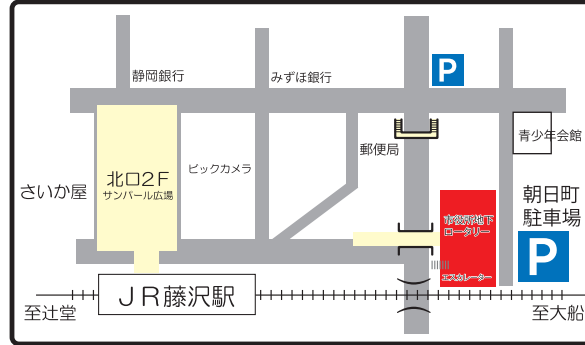 静岡銀行
みずほ銀行
P
青少年会館
郵便局
ビックカメラ
北口2F
サンパール広場
さいか屋
市役所地下
ロータリー
エスカレーター
朝日町
駐車場
P
JR藤沢駅
至辻堂
至大船